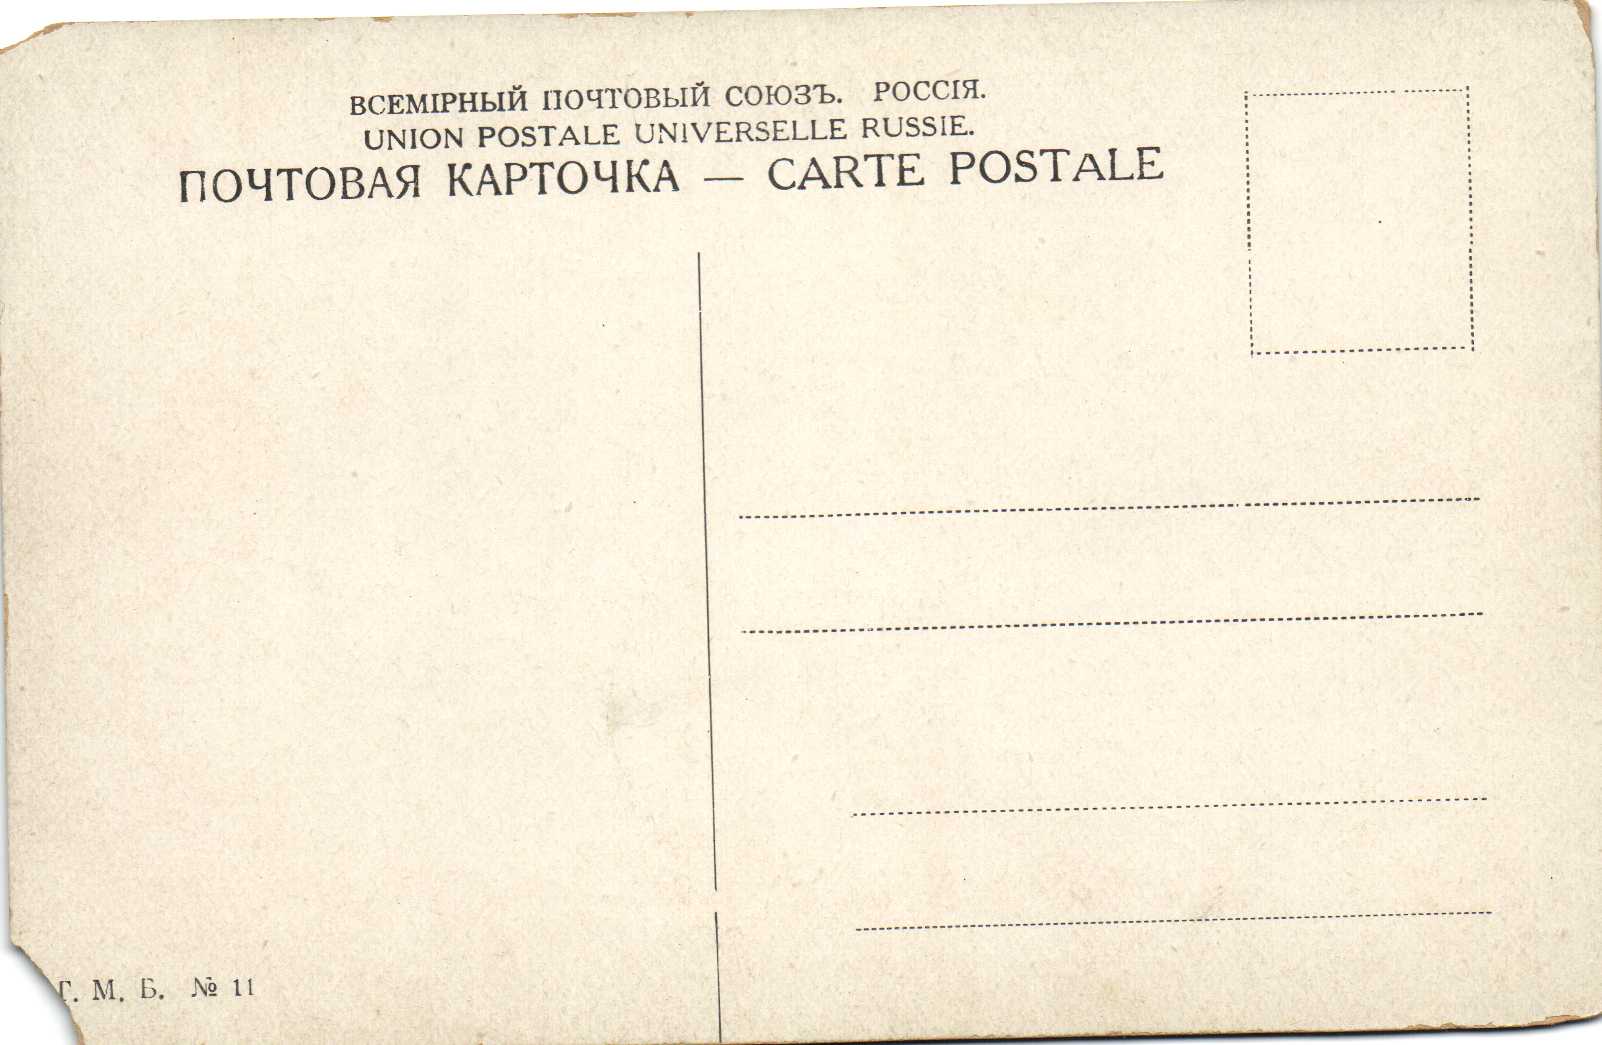 ВСЕМІРНЫЙ ПОЧТОВЫЙ СОЮЗЪ. РОССІЯ.
UNION POSTALE UNIVERSELLE RUSSIE.
ПОЧТОВАЯ КАРТОЧКА — CARTE POSTALE
Т. М. Б. № 11